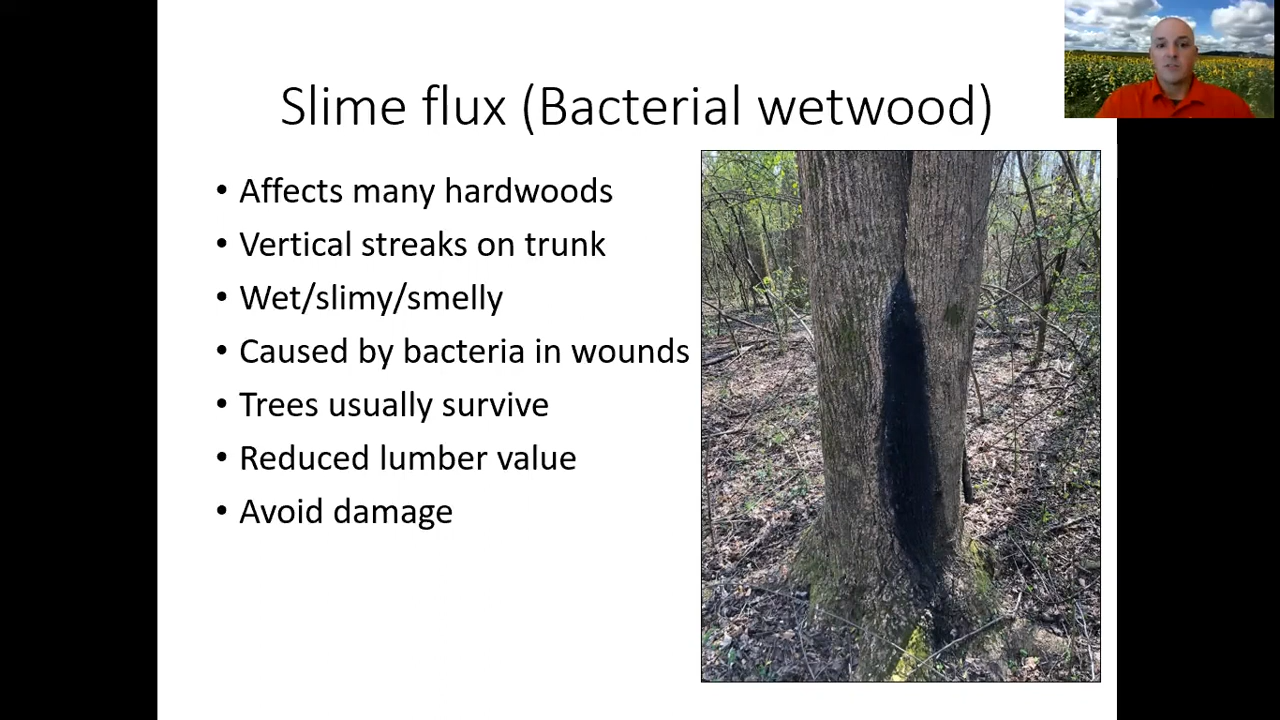 Slime flux (Bacterial wetwood)
• Affects many hardwoods
• Vertical streaks on trunk
• Wet/slimy/smelly
• Caused by bacteria in wounds
• Trees usually survive
• Reduced lumber value
• Avoid damage